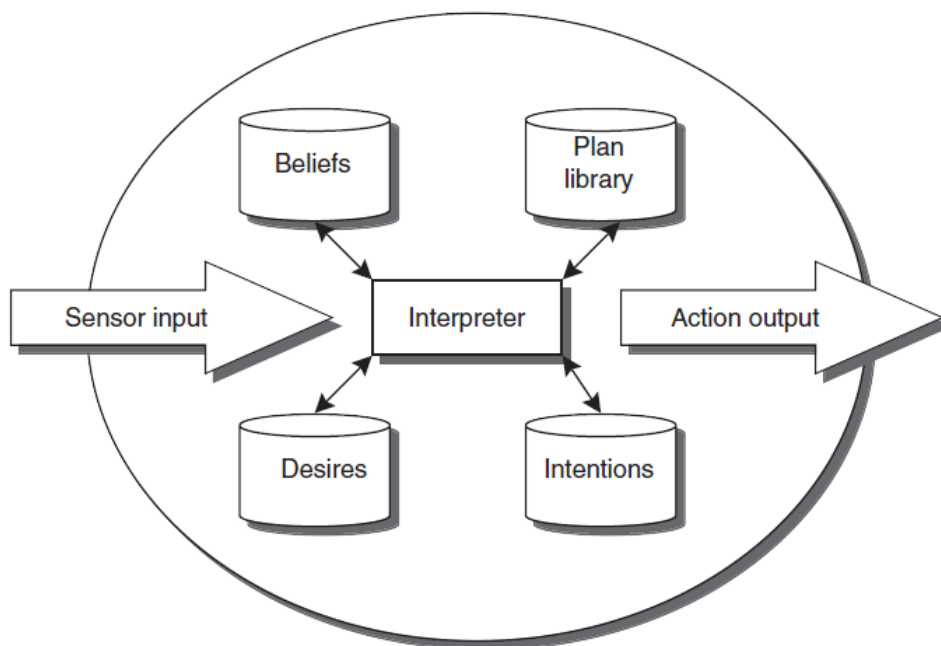 Beliefs
Plan
library
Sensor input
Interpreter
Action output
Desires
Intentions